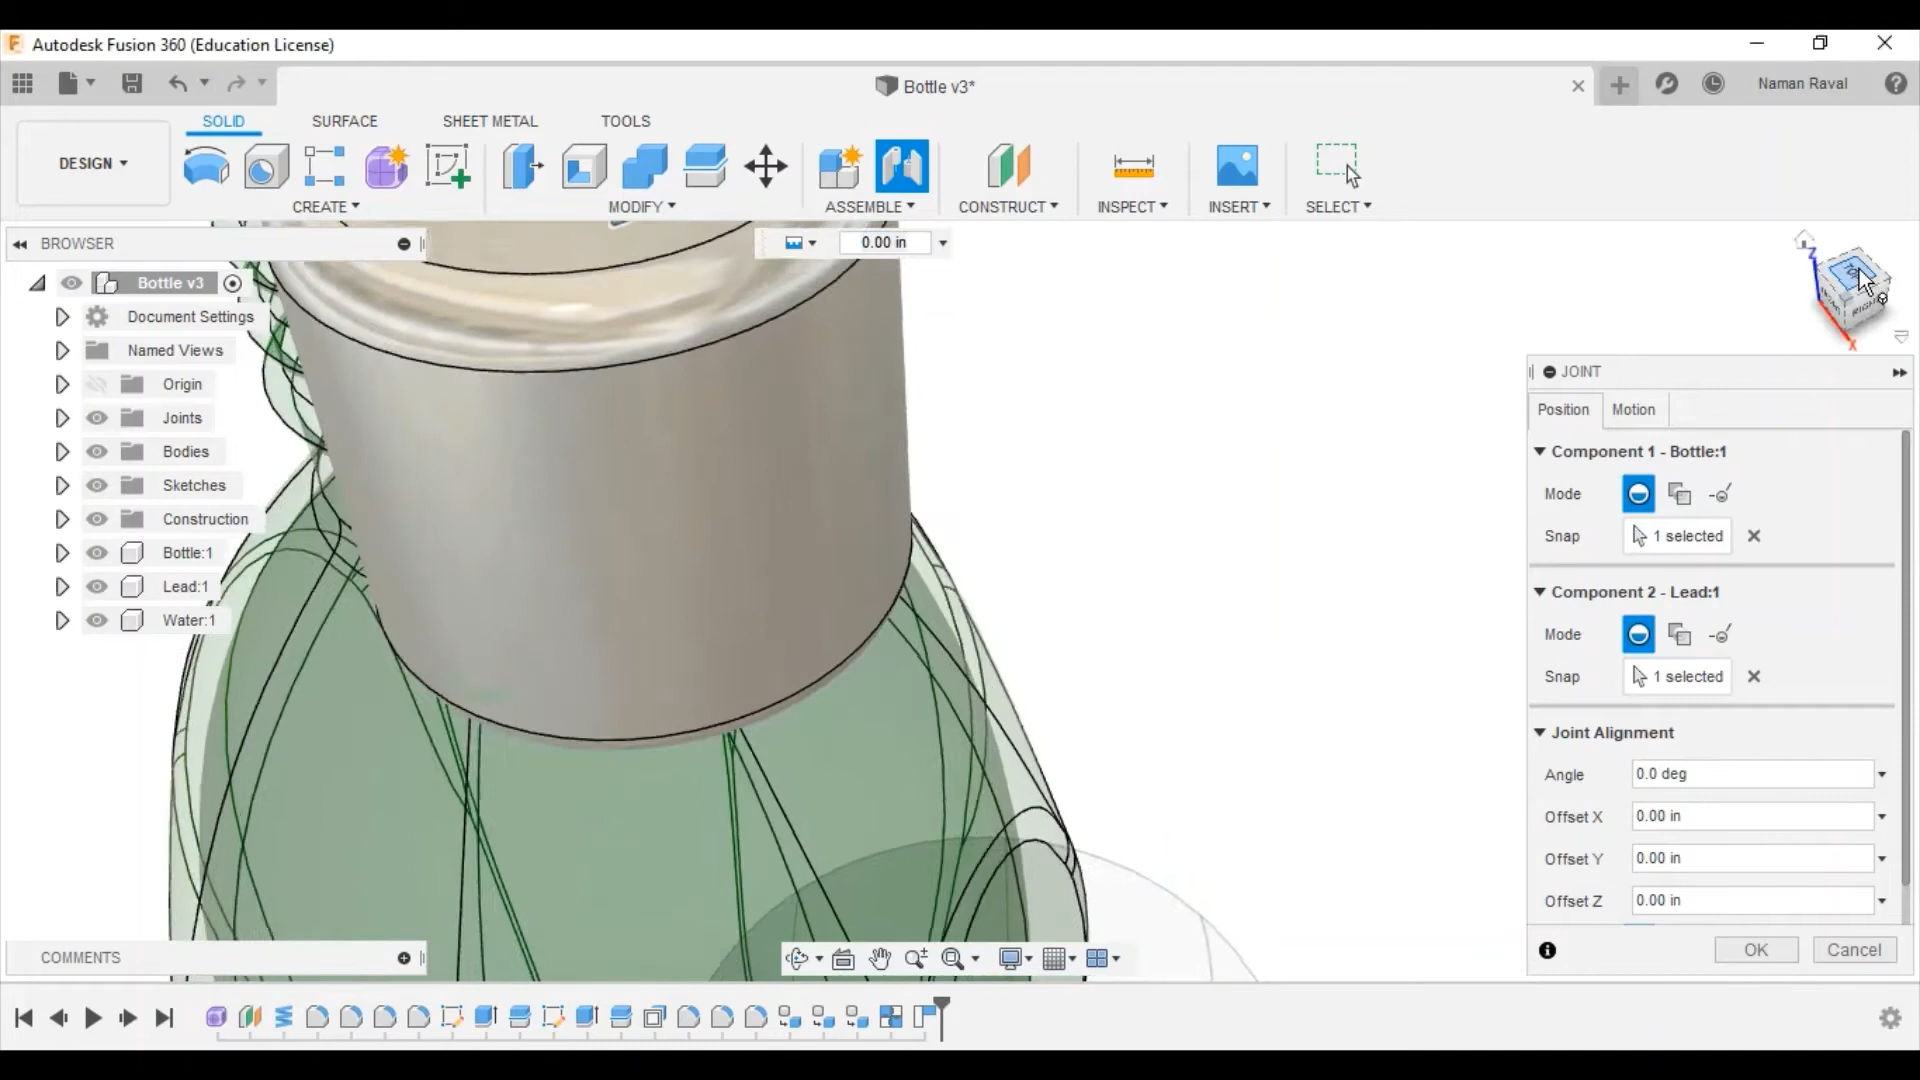 Autodesk Fusion 360 (Education License)
Bottle v3*
Naman Raval
SOLID
SURFACE
SHEET METAL
TOOLS
DESIGN
CREATE
MODIFY
ASSEMBLE
CONSTRUCT
INSPECT
INSERT
SELECT
BROWSER
0.00 in
Bottle v3
Document Settings
Named Views
Origin
Joints
Bodies
Sketches
Construction
Bottle:1
Lead:1
Water:1
Z
RIGHT
X
JOINT
Position
Motion
Component 1 - Bottle:1
Mode
Snap
1 selected
Component 2 - Lead:1
Mode
Snap
1 selected
Joint Alignment
Angle
0.0 deg
Offset X
0.00 in
Offset Y
0.00 in
Offset Z
0.00 in
OK
Cancel
COMMENTS